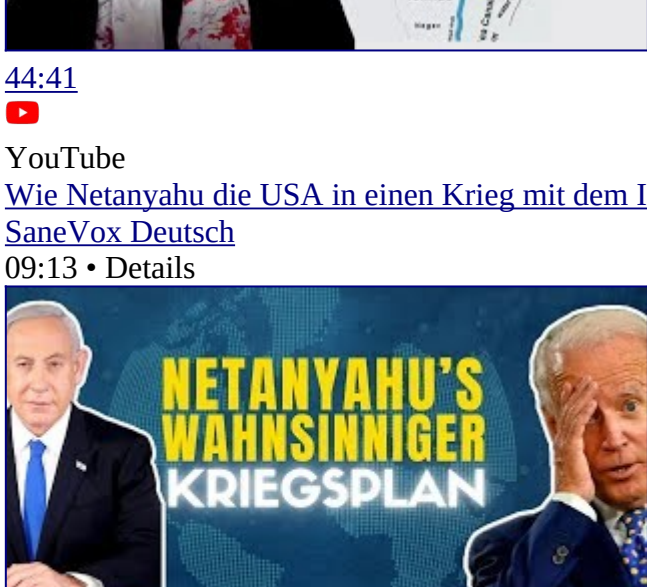 Hager
44:41
YouTube
Wie Netanyahu die USA in einen Krieg mit dem I
SaneVox Deutsch
09:13 • Details
NETANYAHU'S
WAHNSINNIGER
KRIEGSPLAN